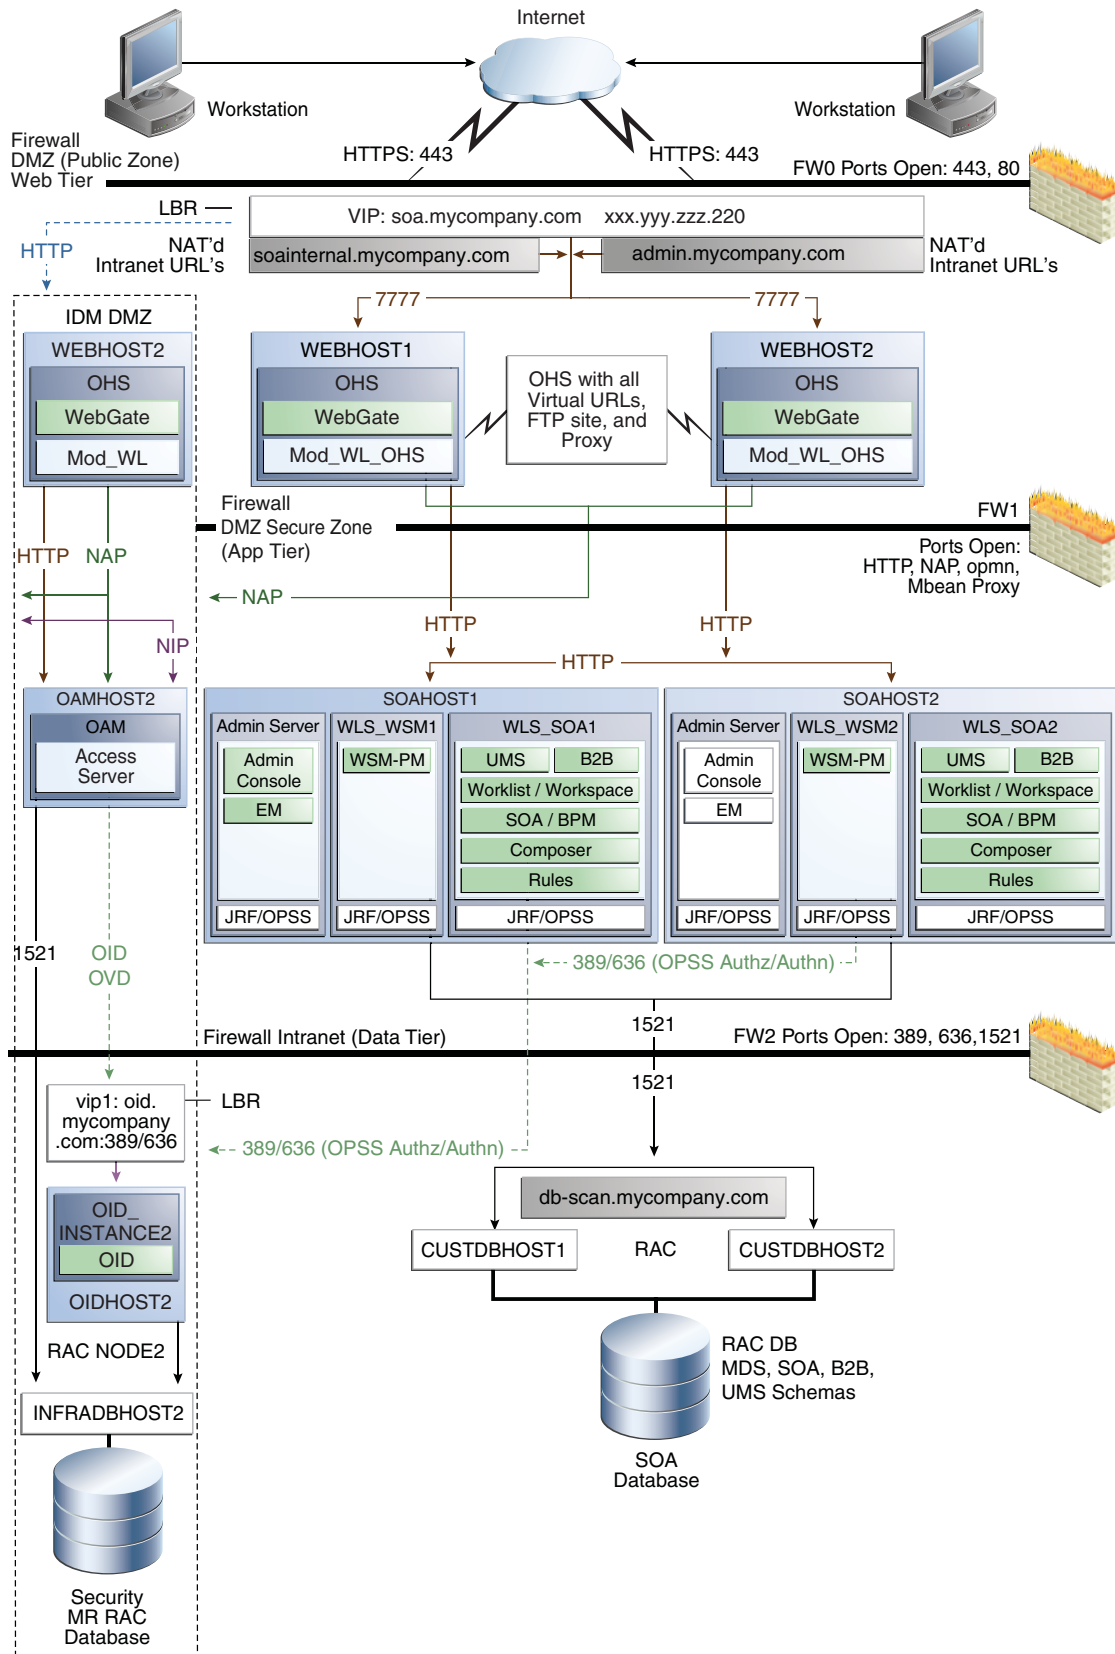 Internet
Workstation
Workstation
Firewall
DMZ (Public Zone)
Web Tier
HTTPS: 443
HTTPS: 443
FW0 Ports Open: 443, 80
LBR
VIP: soa.mycompany.com xxx.yyy.zzz.220
HTTP
NAT'd
Intranet URL's
soainternal.mycompany.com
admin.mycompany.com
NAT'd
Intranet URL's
7777
7777
IDM DMZ
WEBHOST2
OHS
WebGate
Mod_WL
WEBHOST1
OHS
WebGate
Mod_WL_OHS
OHS with all
Virtual URLs,
FTP site, and
Proxy
WEBHOST2
OHS
WebGate
Mod_WL_OHS
Firewall
DMZ Secure Zone
(App Tier)
FW1
Ports Open:
HTTP, NAP, opmn,
Mbean Proxy
HTTP
NAP
NAP
NIP
HTTP
HTTP
HTTP
OAMHOST2
OAM
Access
Server
SOAHOST1
Admin Server
Admin
Console
EM
JRF/OPSS
WLS_WSM1
WSM-PM
JRF/OPSS
WLS_SOA1
UMS
B2B
Worklist / Workspace
SOA / BPM
Composer
Rules
JRF/OPSS
SOAHOST2
Admin Server
Admin
Console
EM
JRF/OPSS
WLS_WSM2
WSM-PM
JRF/OPSS
WLS_SOA2
UMS
B2B
Worklist / Workspace
SOA / BPM
Composer
Rules
JRF/OPSS
1521
OID
OVD
389/636 (OPSS Authz/Authn)
1521
Firewall Intranet (Data Tier)
FW2 Ports Open: 389, 636,1521
1521
vip1: oid.
mycompany
.com:389/636
LBR
389/636 (OPSS Authz/Authn)
OID_
INSTANCE2
OID
OIDHOST2
db-scan.mycompany.com
CUSTDBHOST1
RAC
CUSTDBHOST2
RAC NODE2
INFRADBHOST2
RAC DB
MDS, SOA, B2B,
UMS Schemas
SOA
Database
Security
MR RAC
Database